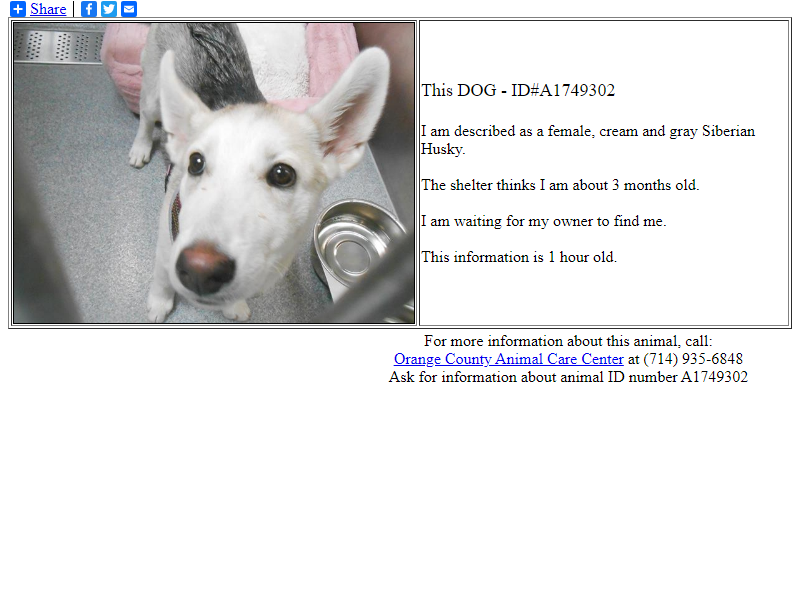 Share |
This DOG - ID#A1749302
I am described as a female, cream and gray Siberian
Husky.
The shelter thinks I am about 3 months old.
I am waiting for my owner to find me.
This information is 1 hour old.
For more information about this animal, call:
Orange County Animal Care Center at (714) 935-6848
Ask for information about animal ID number A1749302